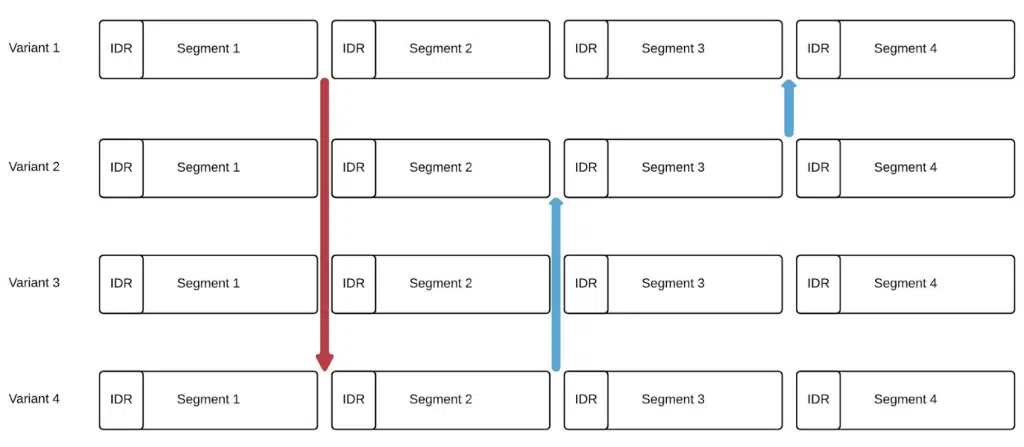 Variant 1 IDR Segment 1 IDR Segment 2 IDR Segment 3 IDR Segment 4
Variant 2 IDR Segment 1 IDR Segment 2 IDR Segment 3 IDR Segment 4
Variant 3 IDR Segment 1 IDR Segment 2 IDR Segment 3 IDR Segment 4
Variant 4 IDR Segment 1 IDR Segment 2 IDR Segment 3 IDR Segment 4